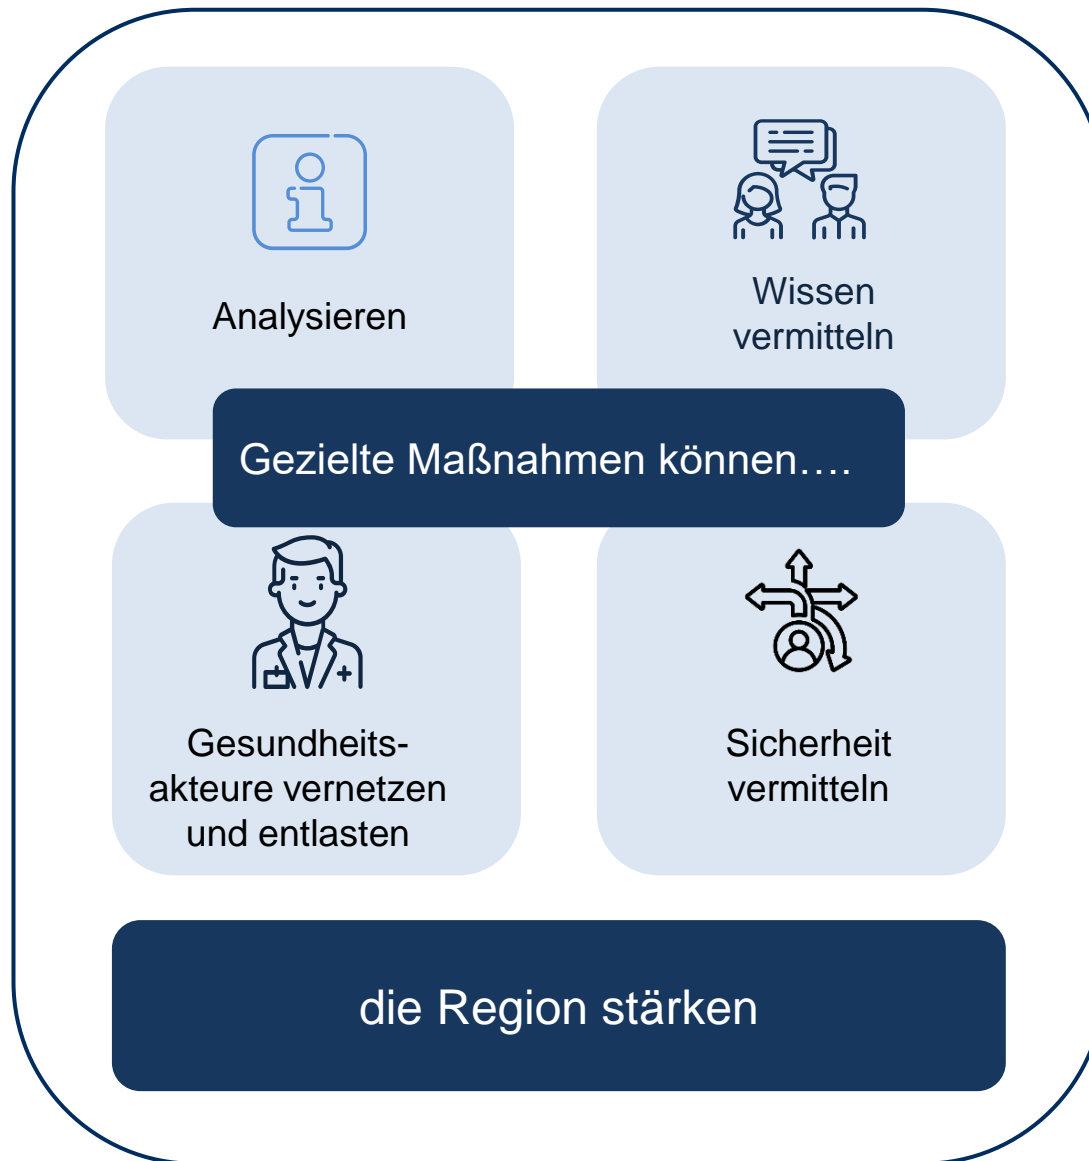 Analysieren
Wissen
vermitteln
Gezielte Maßnahmen können….
Gesundheits-
akteure vernetzen
und entlasten
Sicherheit
vermitteln
die Region stärken